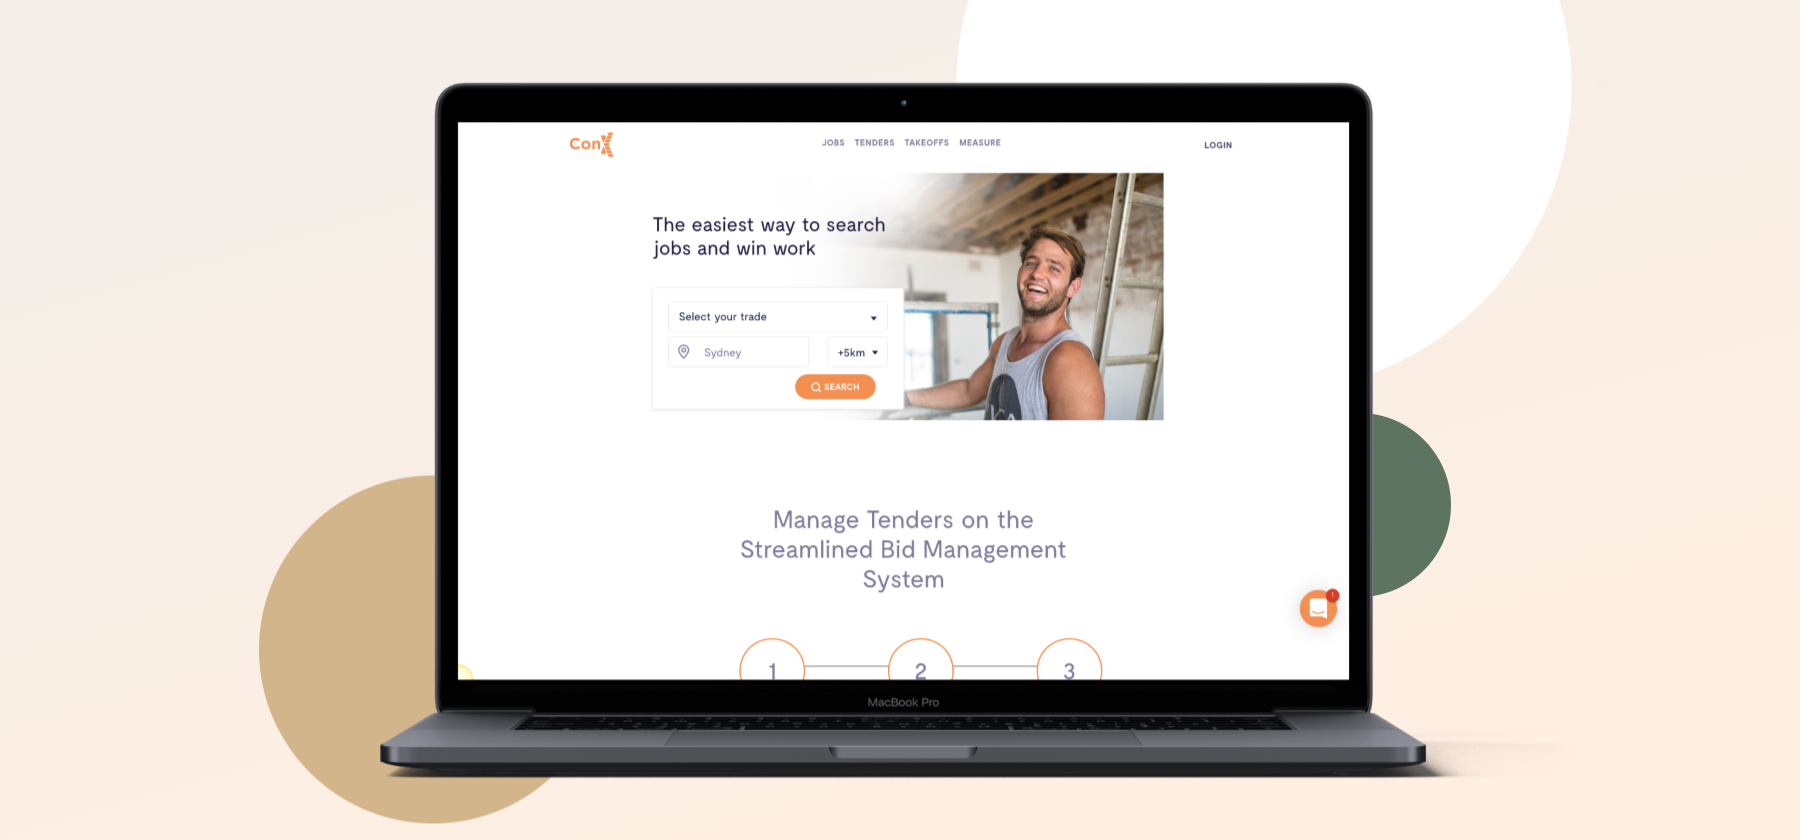 ConX
JOBS TENDERS TAKEOFFS MEASURE
LOGIN
The easiest way to search
jobs and win work
Select your trade
Sydney
+5km
SEARCH
Manage Tenders on the
Streamlined Bid Management
System
1 2 3
MacBook Pro